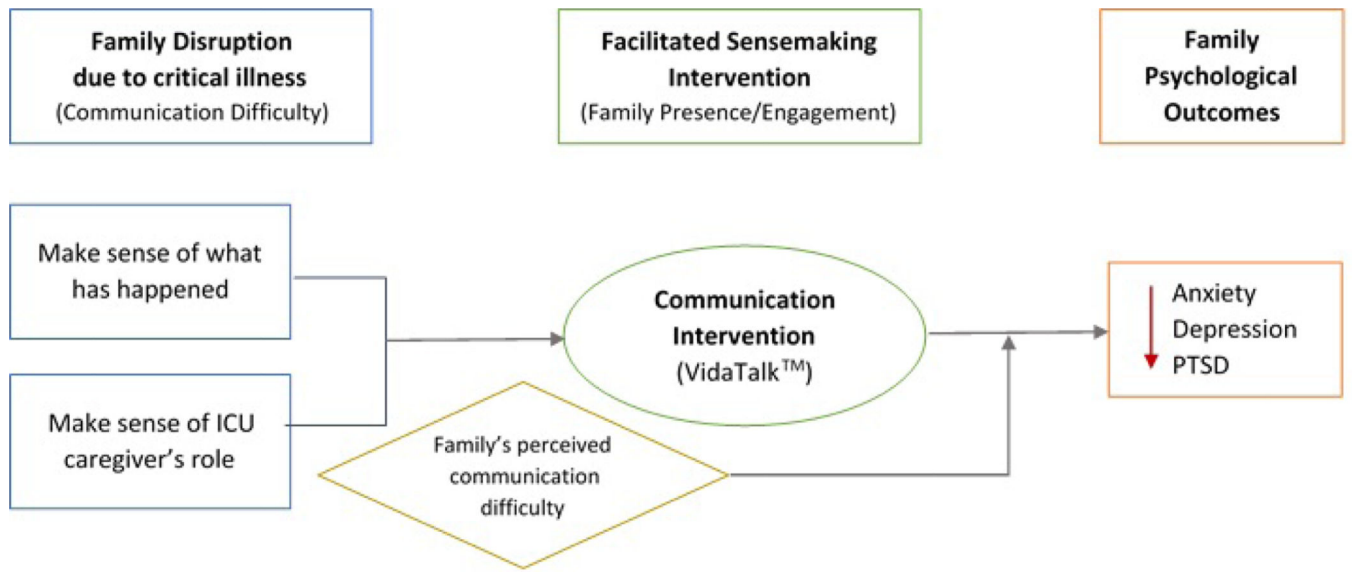 Family Disruption
due to critical illness
(Communication Difficulty)
Facilitated Sensemaking
Intervention
(Family Presence/Engagement)
Family
Psychological
Outcomes
Make sense of what
has happened
Make sense of ICU
caregiver's role
Communication
Intervention
(VidaTalk™)
Family's perceived
communication
difficulty
Anxiety
Depression
PTSD